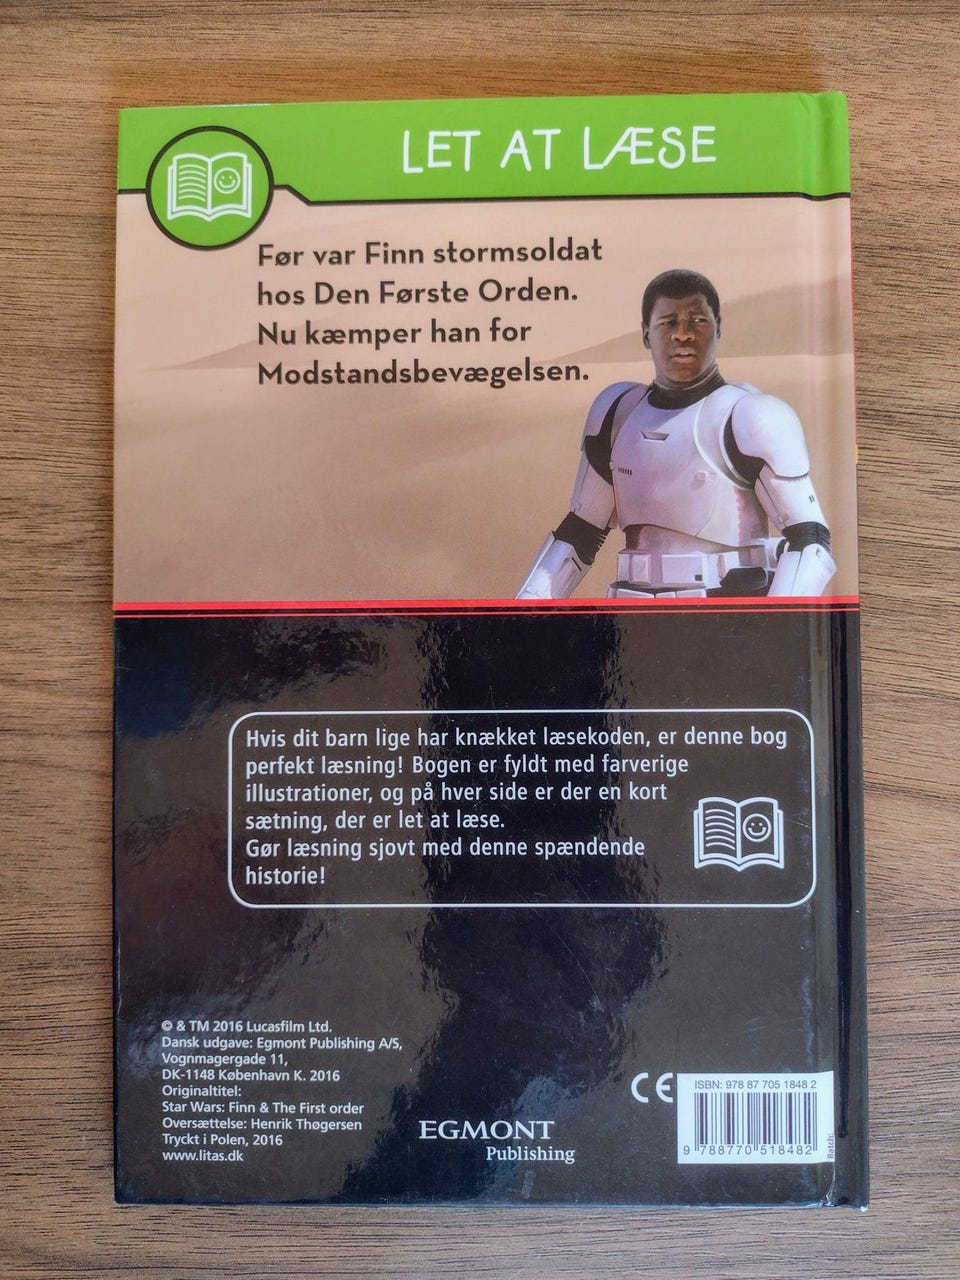 LET AT LÆSE
Før var Finn stormsoldat
hos Den Første Orden.
Nu kæmper han for
Modstandsbevægelsen.
Hvis dit barn lige har knækket læsekoden, er denne bog
perfekt læsning! Bogen er fyldt med farverige
illustrationer, og på hver side er der en kort
sætning, der er let at læse.
Gør læsning sjovt med denne spændende
historie!
© & TM 2016 Lucasfilm Ltd.
Dansk udgave: Egmont Publishing A/S,
Vognmagergade 11,
DK-1148 København K. 2016
Originaltitel:
Star Wars: Finn & The First order
Oversættelse: Henrik Thøgersen
Tryckt i Polen, 2016
www.litas.dk
EGMONT
Publishing
CE
ISBN: 978 87 705 1848 2
9 788770 518482
Batch: